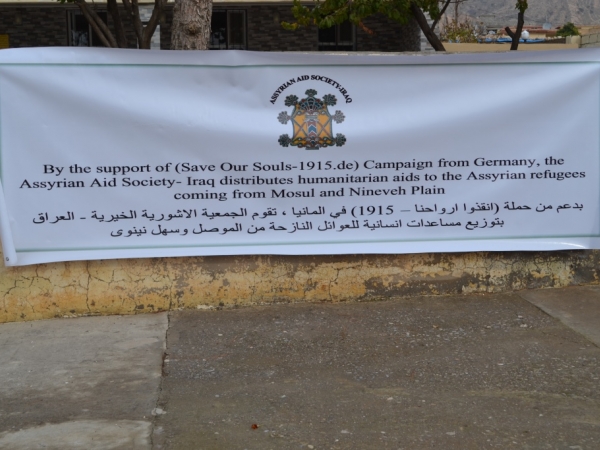 ASSYRIAN AID SOCIETY-IRAQ
By the support of (Save Our Souls-1915.de) Campaign from Germany, the
Assyrian Aid Society- Iraq distributes humanitarian aids to the Assyrian refugees
coming from Mosul and Nineveh Plain
بدعم من حملة (انقذوا ارواحنا – 1915) في المانيا ، تقوم الجمعية الاشورية الخيرية - العراق
بتوزيع مساعدات انسانية للعوائل النازحة من الموصل وسهل نينوى